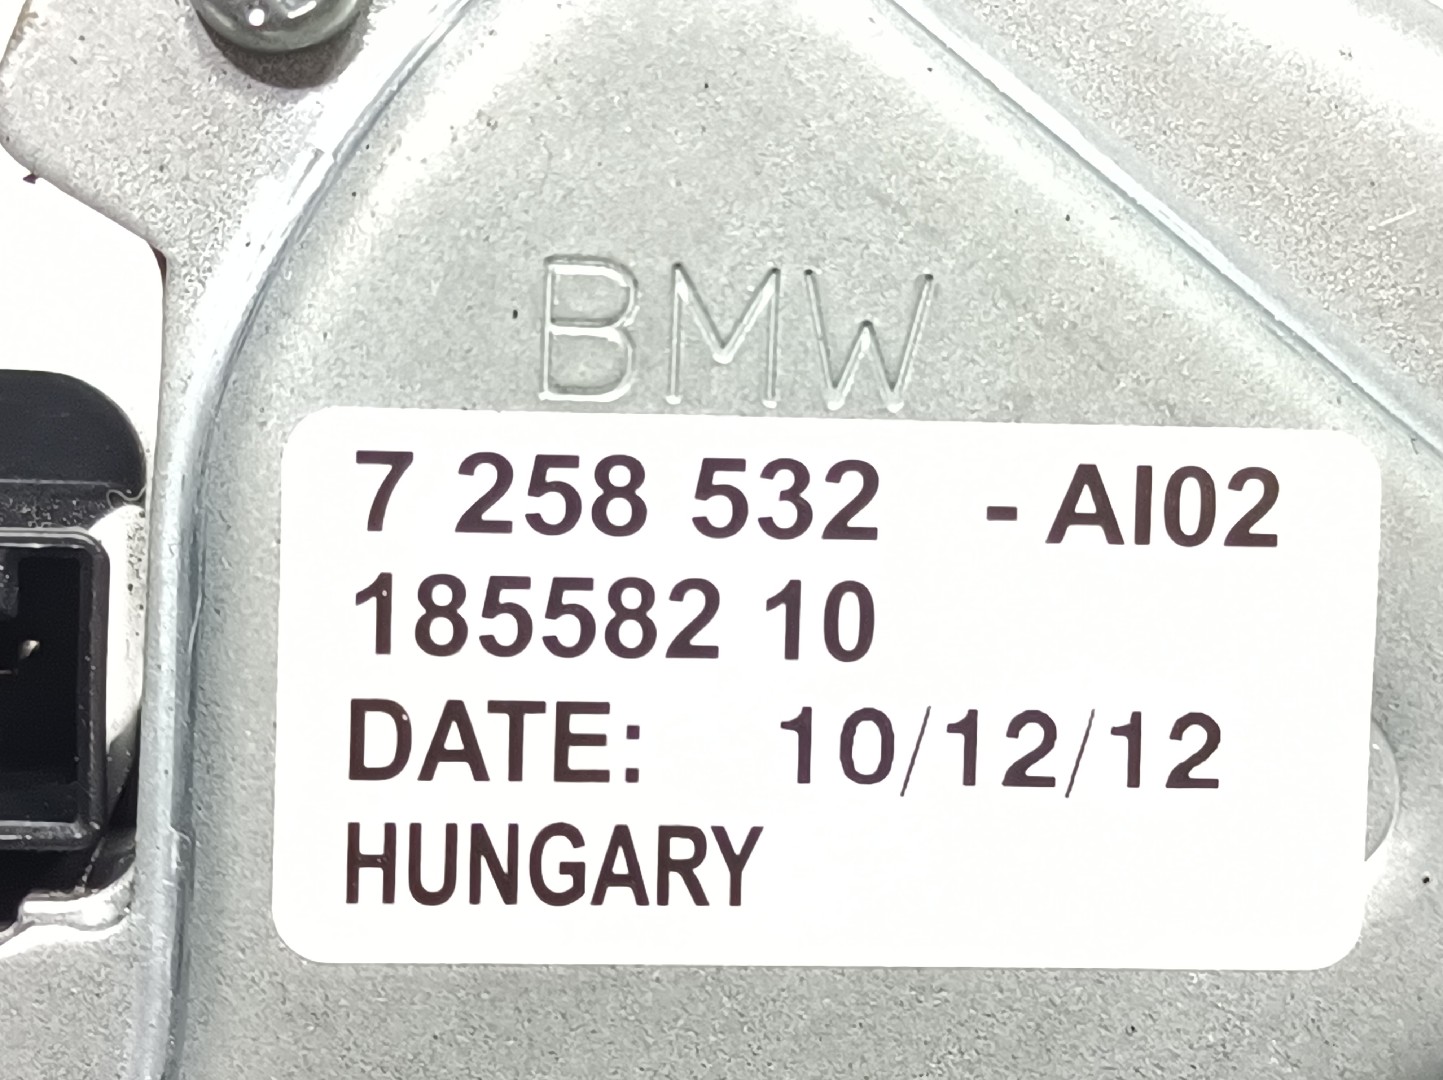 BMW
7 258 532 - AI02
185582 10
DATE: 10/12/12
HUNGARY